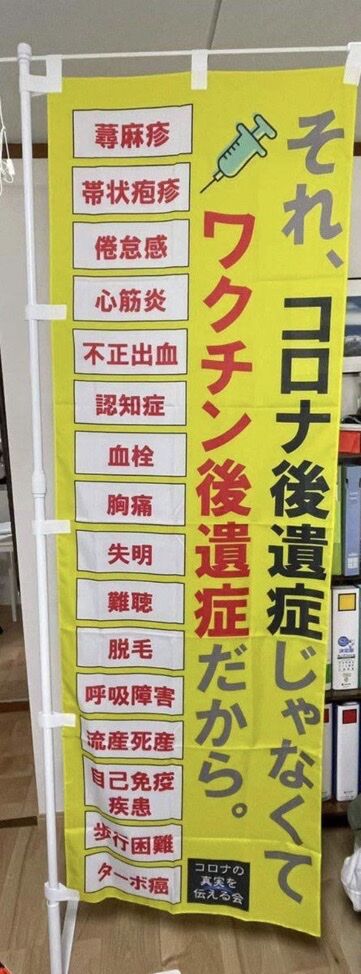 それ、コロナ後遺症じゃなくて
ワクチン後遺症だから。
蕁麻疹
帯状疱疹
倦怠感
心筋炎
不正出血
認知症
血栓
胸痛
失明
難聴
脱毛
呼吸障害
流産死産
自己免疫
疾患
歩行困難
ターボ癌
コロナの
真実を
伝える会